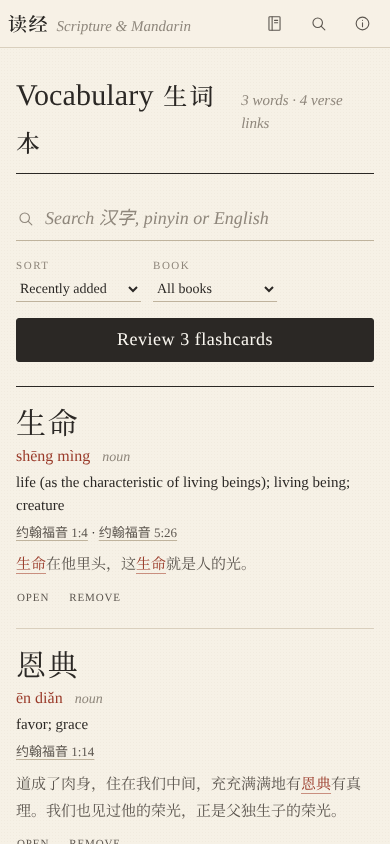 读经 Scripture & Mandarin
Vocabulary 生词本
3 words · 4 verse links
Search 汉字, pinyin or English
SORT BOOK
Recently added All books
Review 3 flashcards
生命
shēng mìng noun
life (as the characteristic of living beings); living being;
creature
约翰福音 1:4 · 约翰福音 5:26
生命在他里头，这生命就是人的光。
OPEN REMOVE
恩典
ēn diǎn noun
favor; grace
约翰福音 1:14
道成了肉身，住在我们中间，充充满满地有恩典有真
理。我们也见过他的荣光，正是父独生子的荣光。
OPEN REMOVE